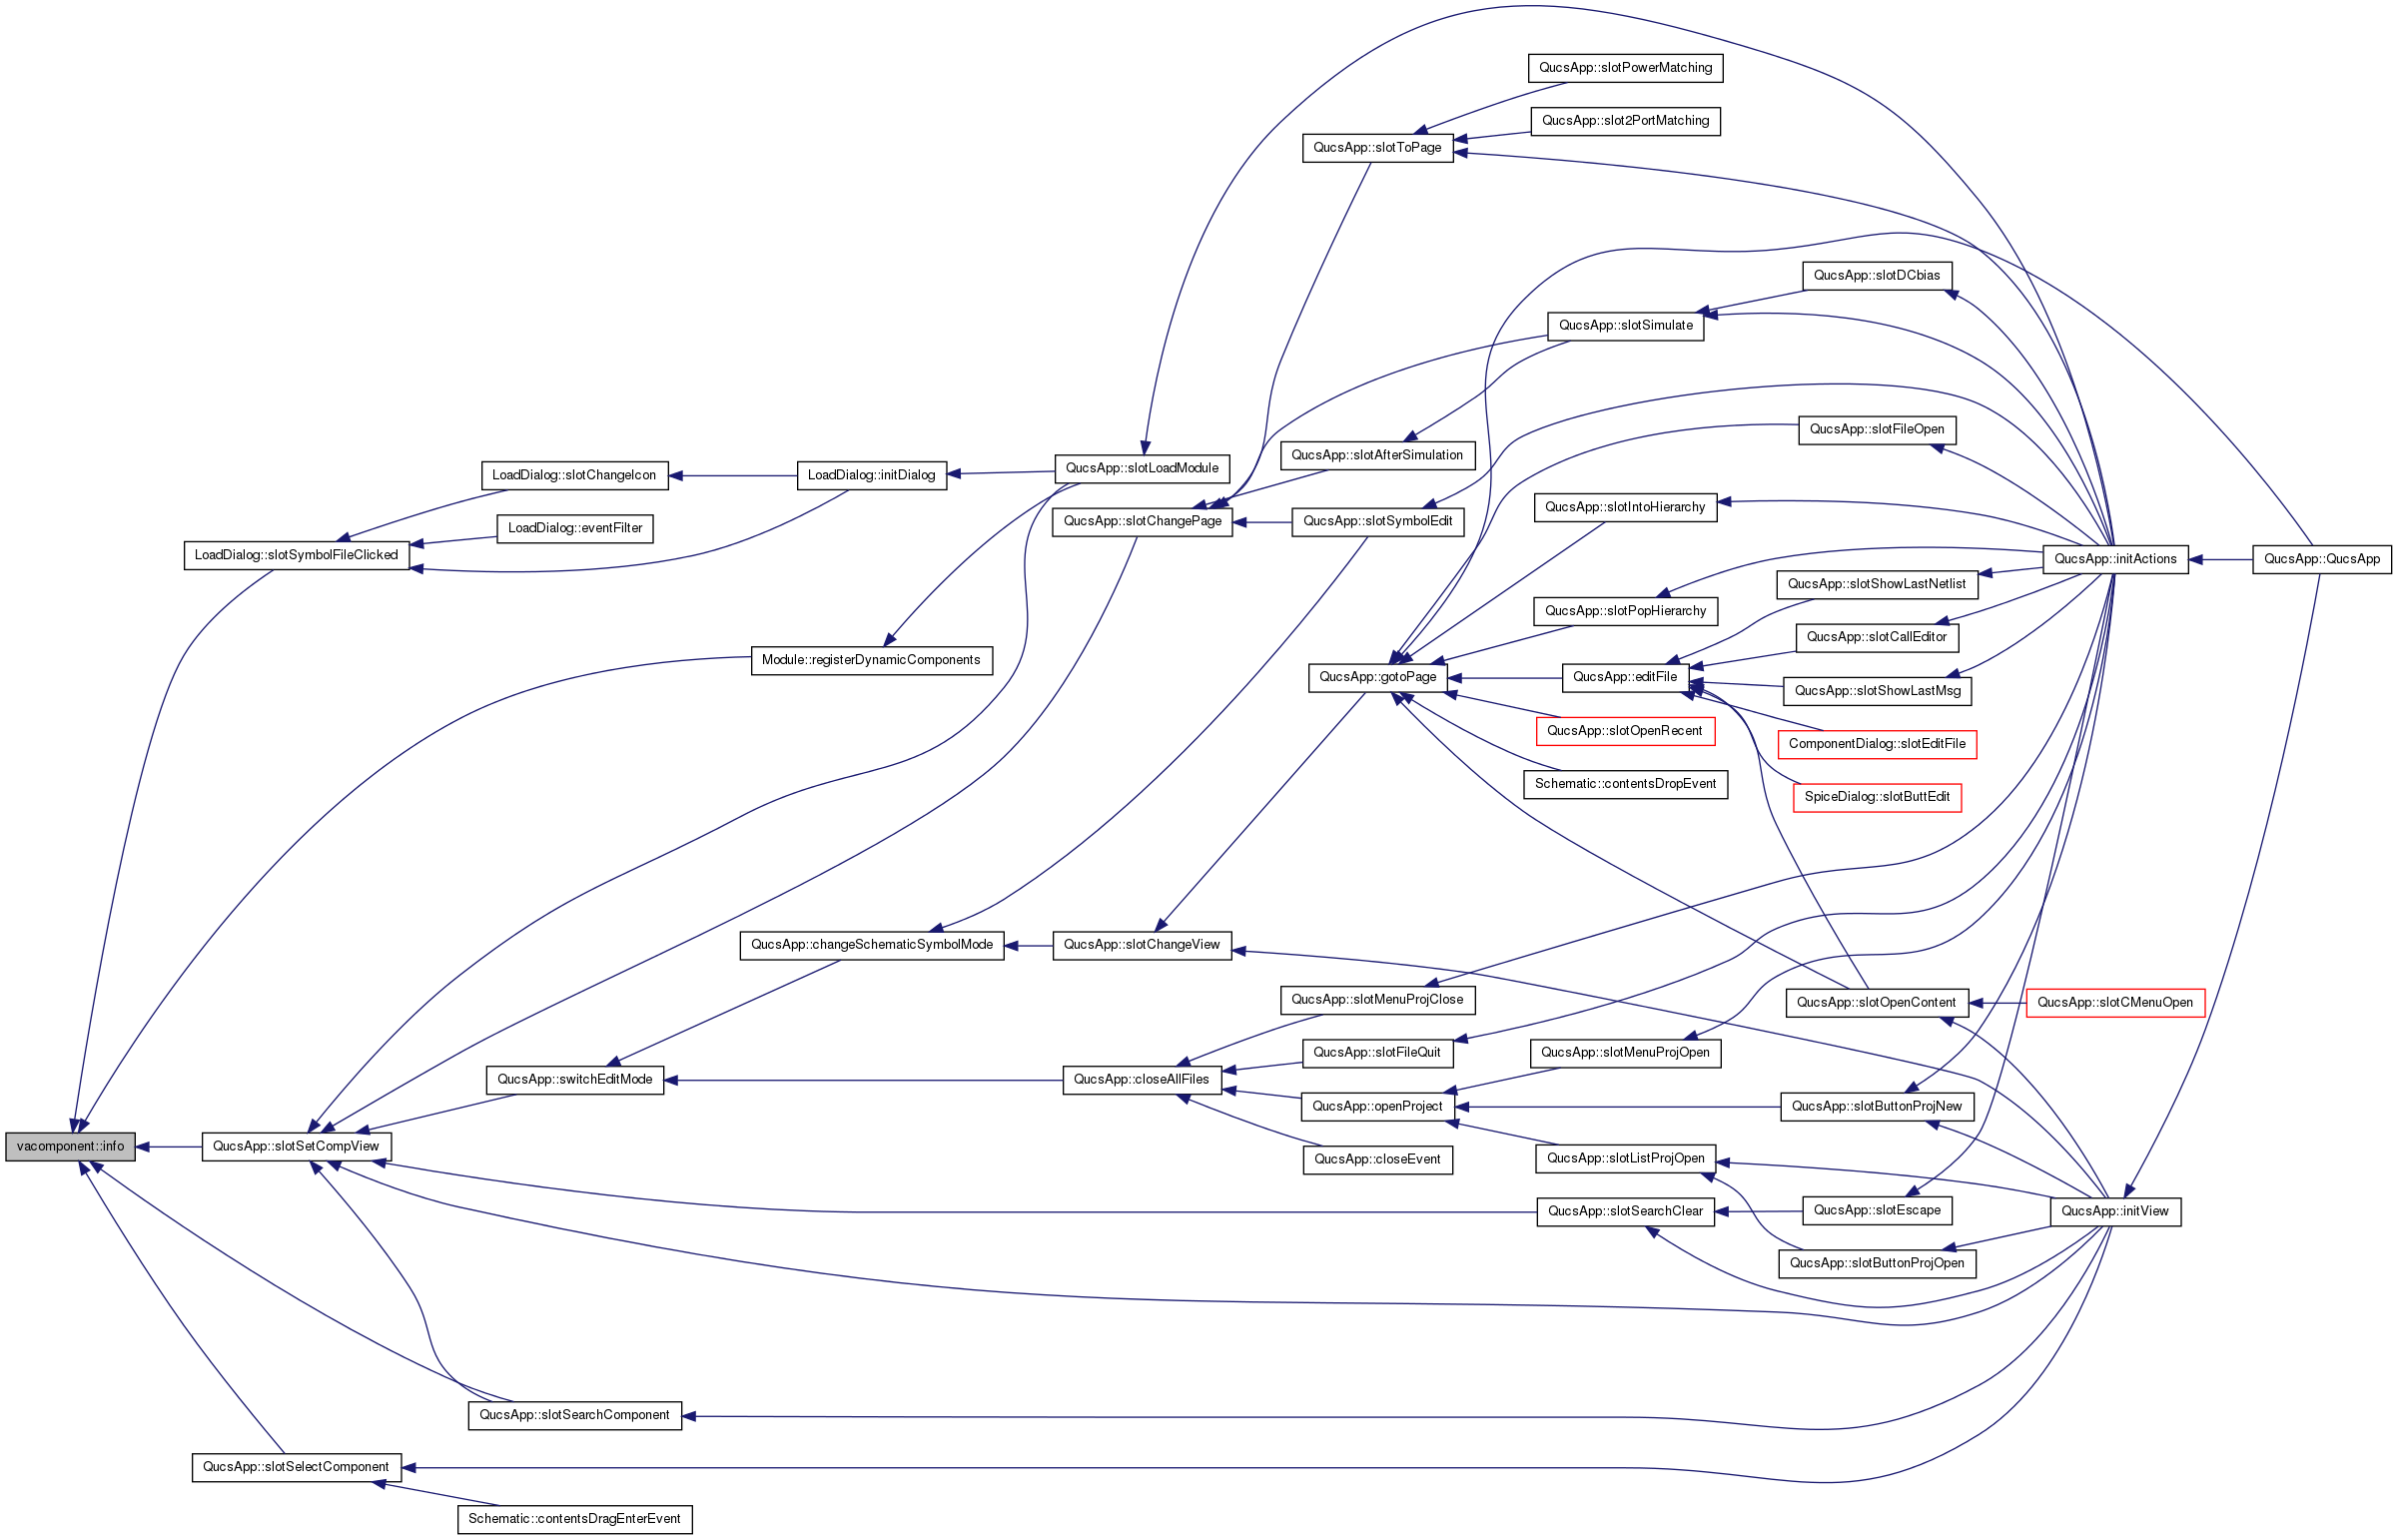 QucsApp::slotPowerMatching
QucsApp::slot2PortMatching
QucsApp::slotToPage
QucsApp::slotDCbias
QucsApp::slotSimulate
QucsApp::slotFileOpen
QucsApp::slotAfterSimulation
LoadDialog::slotChangeIcon
LoadDialog::initDialog
QucsApp::slotLoadModule
QucsApp::slotIntoHierarchy
LoadDialog::eventFilter
QucsApp::slotChangePage
QucsApp::slotSymbolEdit
LoadDialog::slotSymbolFileClicked
QucsApp::initActions
QucsApp::QucsApp
QucsApp::slotShowLastNetlist
QucsApp::slotPopHierarchy
QucsApp::slotCallEditor
Module::registerDynamicComponents
QucsApp::gotoPage
QucsApp::editFile
QucsApp::slotShowLastMsg
QucsApp::slotOpenRecent
ComponentDialog::slotEditFile
Schematic::contentsDropEvent
SpiceDialog::slotButtEdit
QucsApp::changeSchematicSymbolMode
QucsApp::slotChangeView
QucsApp::slotMenuProjClose
QucsApp::slotOpenContent
QucsApp::slotCMenuOpen
QucsApp::slotFileQuit
QucsApp::slotMenuProjOpen
QucsApp::switchEditMode
QucsApp::closeAllFiles
QucsApp::openProject
QucsApp::slotButtonProjNew
vacomponent::info
QucsApp::slotSetCompView
QucsApp::closeEvent
QucsApp::slotListProjOpen
QucsApp::slotSearchClear
QucsApp::slotEscape
QucsApp::initView
QucsApp::slotButtonProjOpen
QucsApp::slotSearchComponent
QucsApp::slotSelectComponent
Schematic::contentsDragEnterEvent